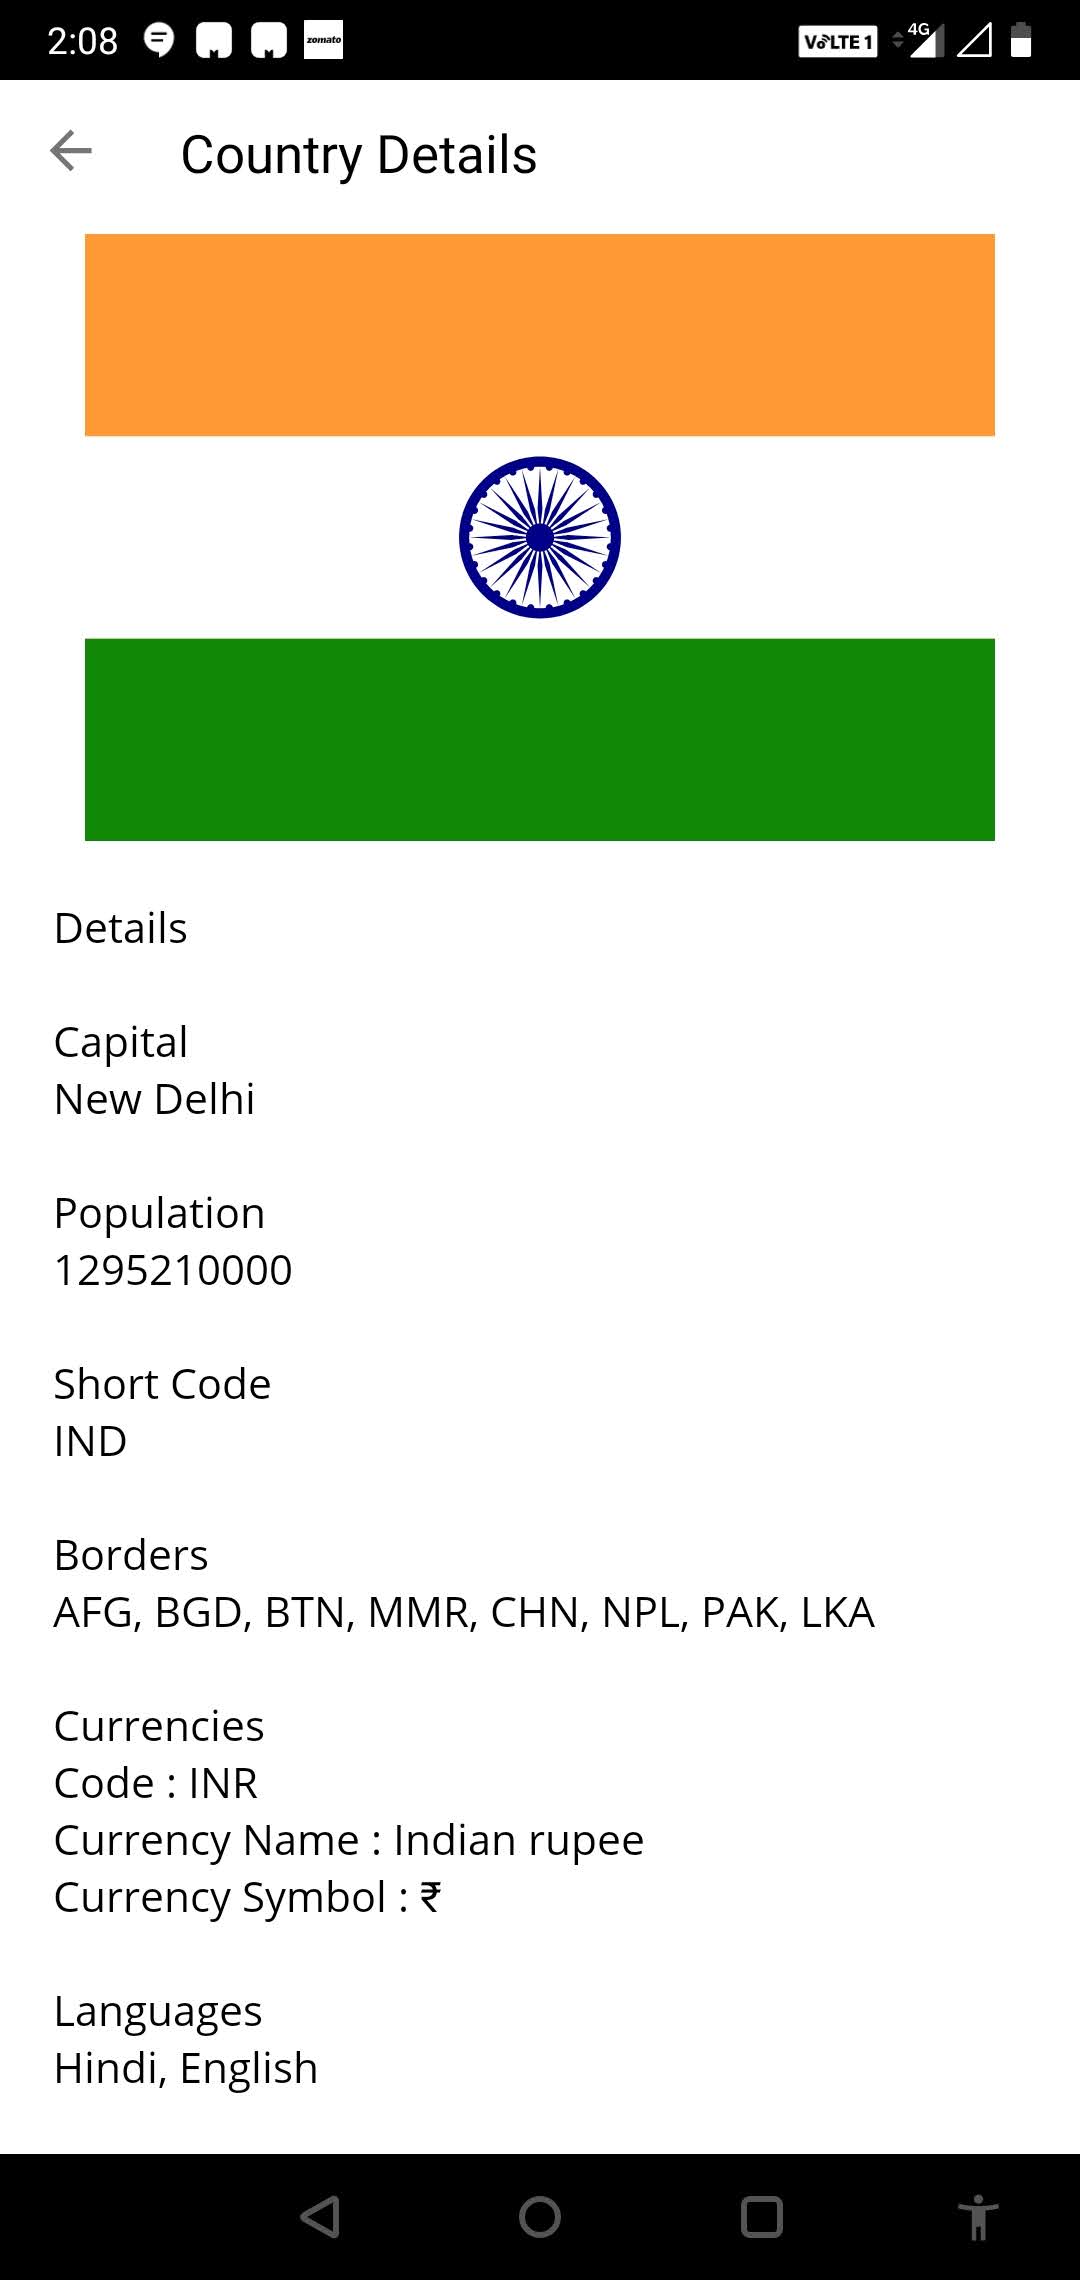 2:08 zomato VoLTE 1 4G
Country Details
Details
Capital
New Delhi
Population
1295210000
Short Code
IND
Borders
AFG, BGD, BTN, MMR, CHN, NPL, PAK, LKA
Currencies
Code : INR
Currency Name : Indian rupee
Currency Symbol : ₹
Languages
Hindi, English